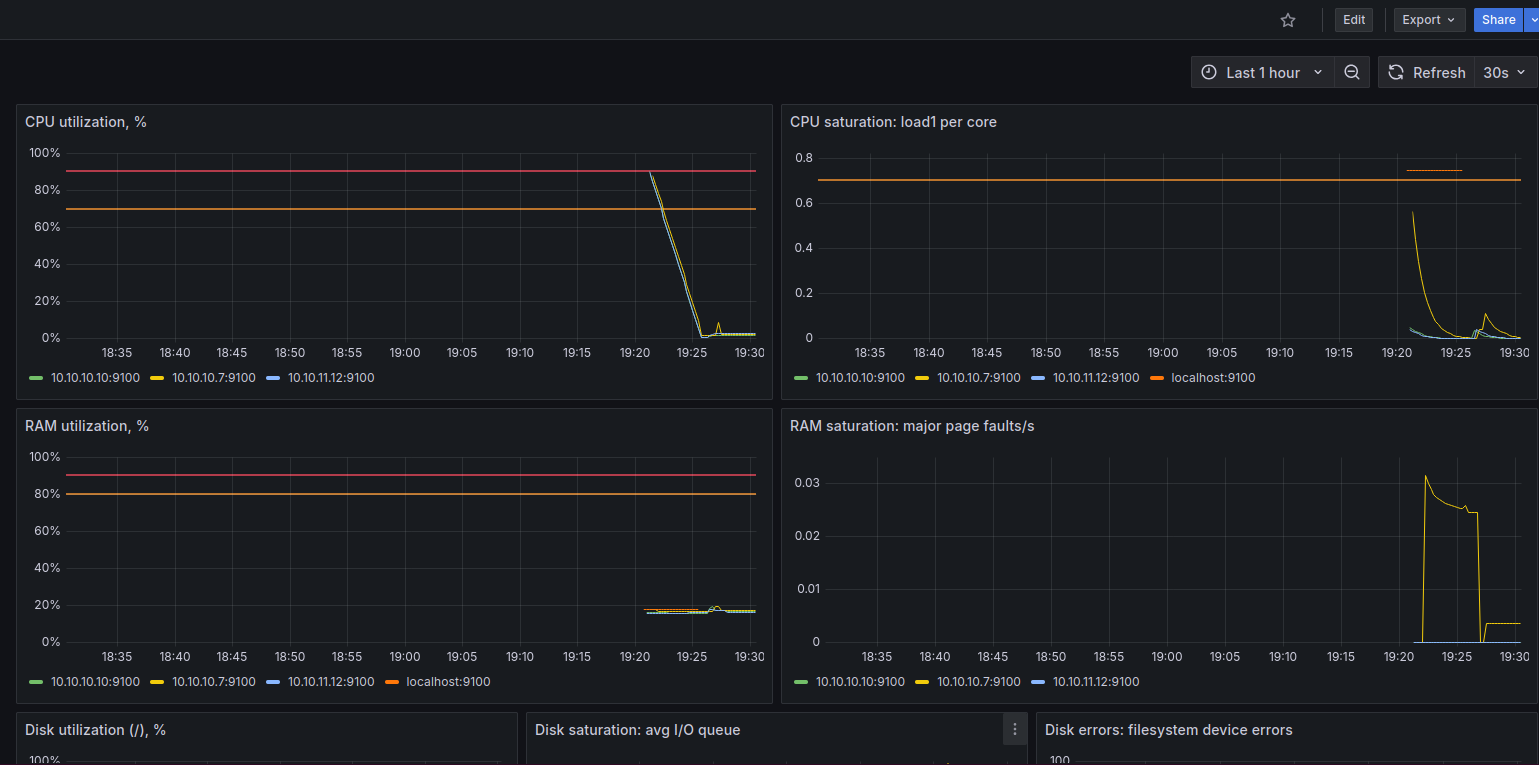 Edit Export Share
Last 1 hour Refresh 30s
CPU utilization, %
100%
80%
60%
40%
20%
0%
18:35 18:40 18:45 18:50 18:55 19:00 19:05 19:10 19:15 19:20 19:25 19:30
10.10.10.10:9100 10.10.10.7:9100 10.10.11.12:9100
CPU saturation: load1 per core
0.8
0.6
0.4
0.2
0
18:35 18:40 18:45 18:50 18:55 19:00 19:05 19:10 19:15 19:20 19:25 19:30
10.10.10.10:9100 10.10.10.7:9100 10.10.11.12:9100 localhost:9100
RAM utilization, %
100%
80%
60%
40%
20%
0%
18:35 18:40 18:45 18:50 18:55 19:00 19:05 19:10 19:15 19:20 19:25 19:30
10.10.10.10:9100 10.10.10.7:9100 10.10.11.12:9100 localhost:9100
RAM saturation: major page faults/s
0.03
0.02
0.01
0
18:35 18:40 18:45 18:50 18:55 19:00 19:05 19:10 19:15 19:20 19:25 19:30
10.10.10.10:9100 10.10.10.7:9100 10.10.11.12:9100
Disk utilization (/), %
100%
Disk saturation: avg I/O queue
Disk errors: filesystem device errors
100